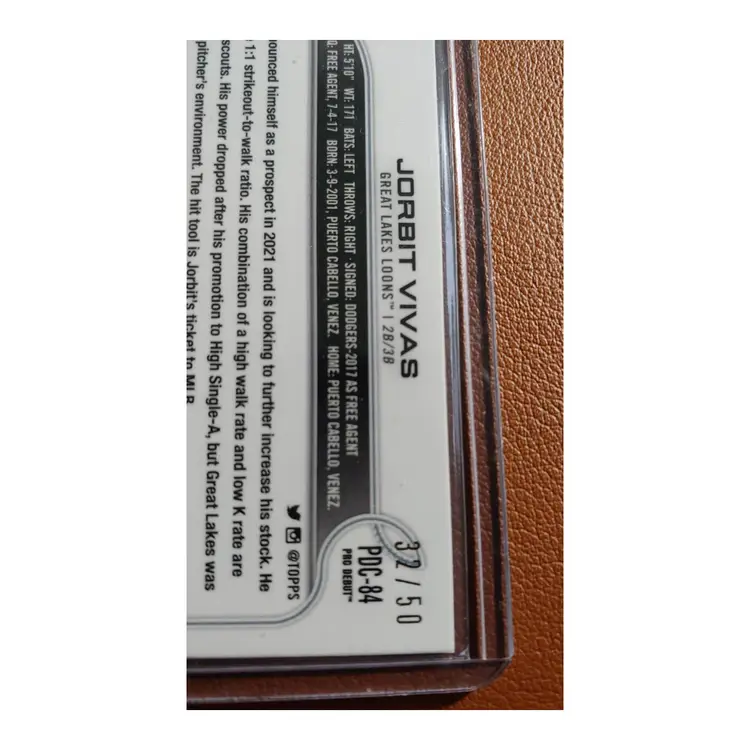 32/50
PDC-84
PRO DEBUT™
JORBIT VIVAS
GREAT LAKES LOONS™ | 2B/3B
HT: 5'10" WT: 171 BATS: LEFT THROWS: RIGHT · SIGNED: DODGERS-2017 AS FREE AGENT
FREE AGENT, 7-4-17 BORN: 3-9-2001, PUERTO CABELLO, VENEZ. HOME: PUERTO CABELLO, VENEZ.
@TOPPS
ounced himself as a prospect in 2021 and is looking to further increase his stock. He
1:1 strikeout-to-walk ratio. His combination of a high walk rate and low K rate are
scouts. His power dropped after his promotion to High Single-A, but Great Lakes was
pitcher's environment. The hit tool is Jorbit's ticket to MLB.